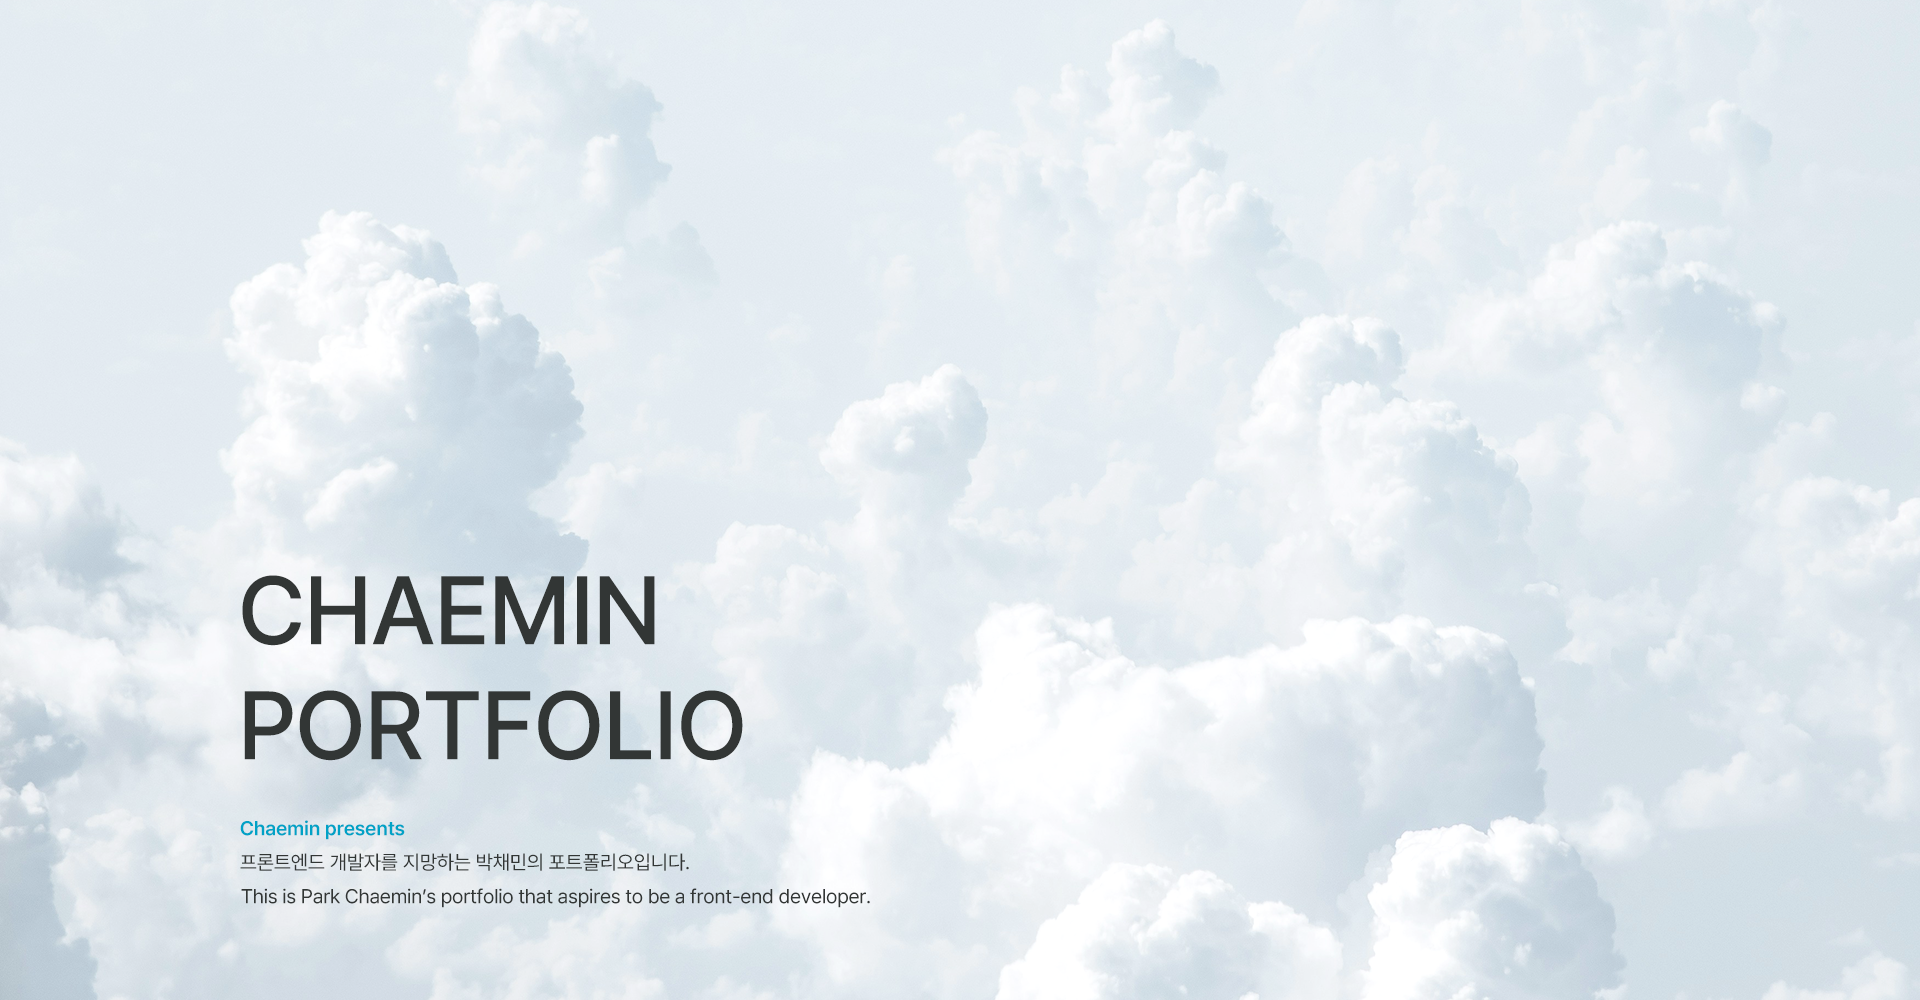 CHAEMIN
PORTFOLIO
Chaemin presents
프론트엔드 개발자를 지망하는 박채민의 포트폴리오입니다.
This is Park Chaemin’s portfolio that aspires to be a front-end developer.